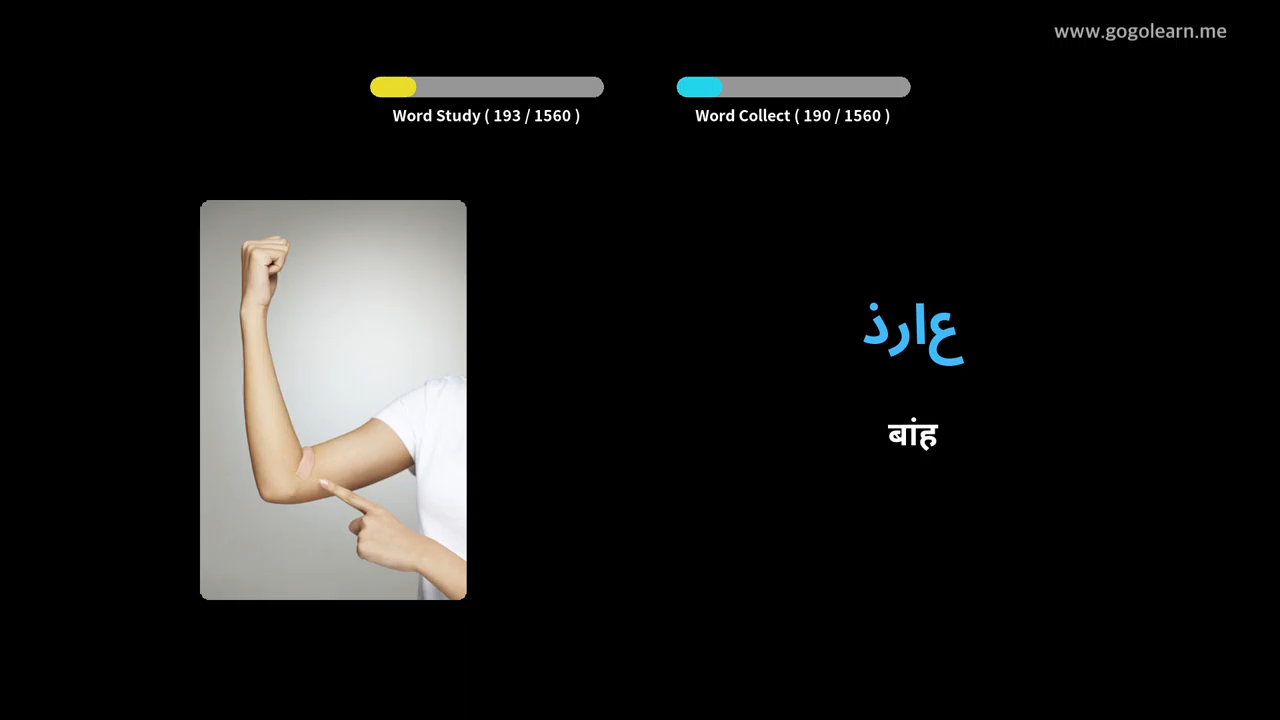 www.gogolearn.me
Word Study ( 193 / 1560 )
Word Collect ( 190 / 1560 )
ذراع
बांह